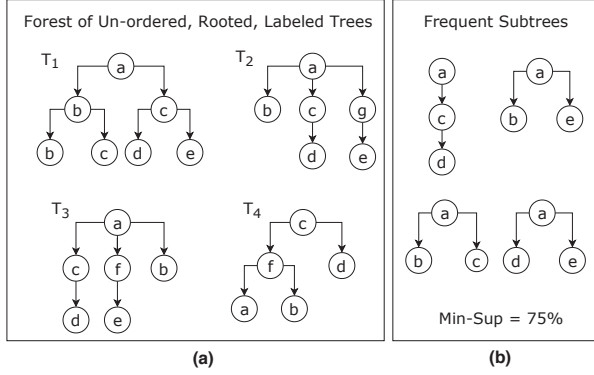 Forest of Un-ordered, Rooted, Labeled Trees
T1
a
b c
b c d e
T2
a
b c g
d e
T3
a
c f b
d e
T4
c
f d
a b
(a)
Frequent Subtrees
a
c
d
a
b e
a
b c
a
d e
Min-Sup = 75%
(b)